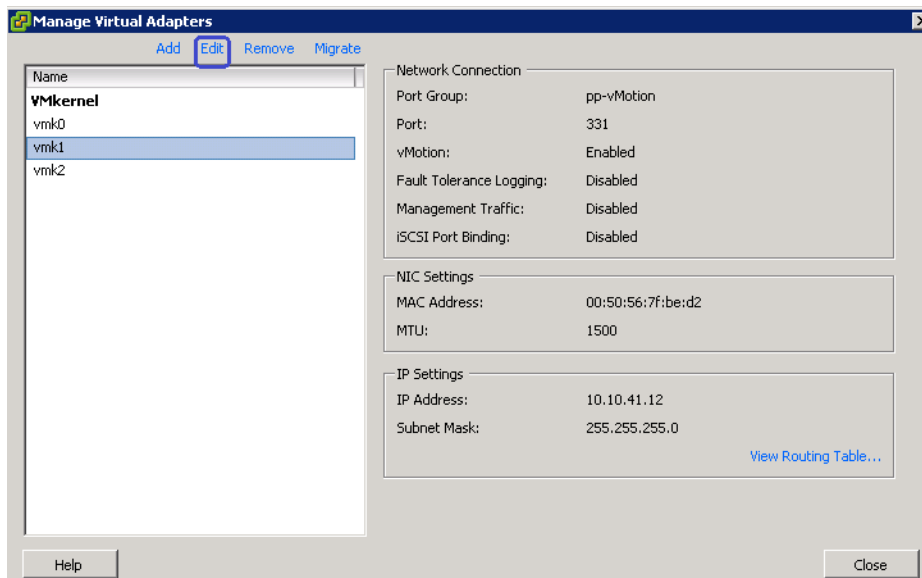 Manage Virtual Adapters
Add Edit Remove Migrate
Name
VMkernel
vmk0
vmk1
vmk2
Network Connection
Port Group: pp-vMotion
Port: 331
vMotion: Enabled
Fault Tolerance Logging: Disabled
Management Traffic: Disabled
iSCSI Port Binding: Disabled
NIC Settings
MAC Address: 00:50:56:7f:be:d2
MTU: 1500
IP Settings
IP Address: 10.10.41.12
Subnet Mask: 255.255.255.0
View Routing Table...
Help Close